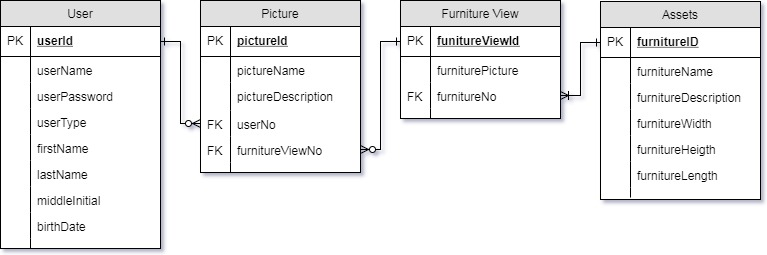 User
PK userId
userName
userPassword
userType
firstName
lastName
middleInitial
birthDate
Picture
PK pictureId
pictureName
pictureDescription
FK userNo
FK furnitureViewNo
Furniture View
PK funitureViewId
furniturePicture
FK furnitureNo
Assets
PK furnitureID
furnitureName
furnitureDescription
furnitureWidth
furnitureHeigth
furnitureLength